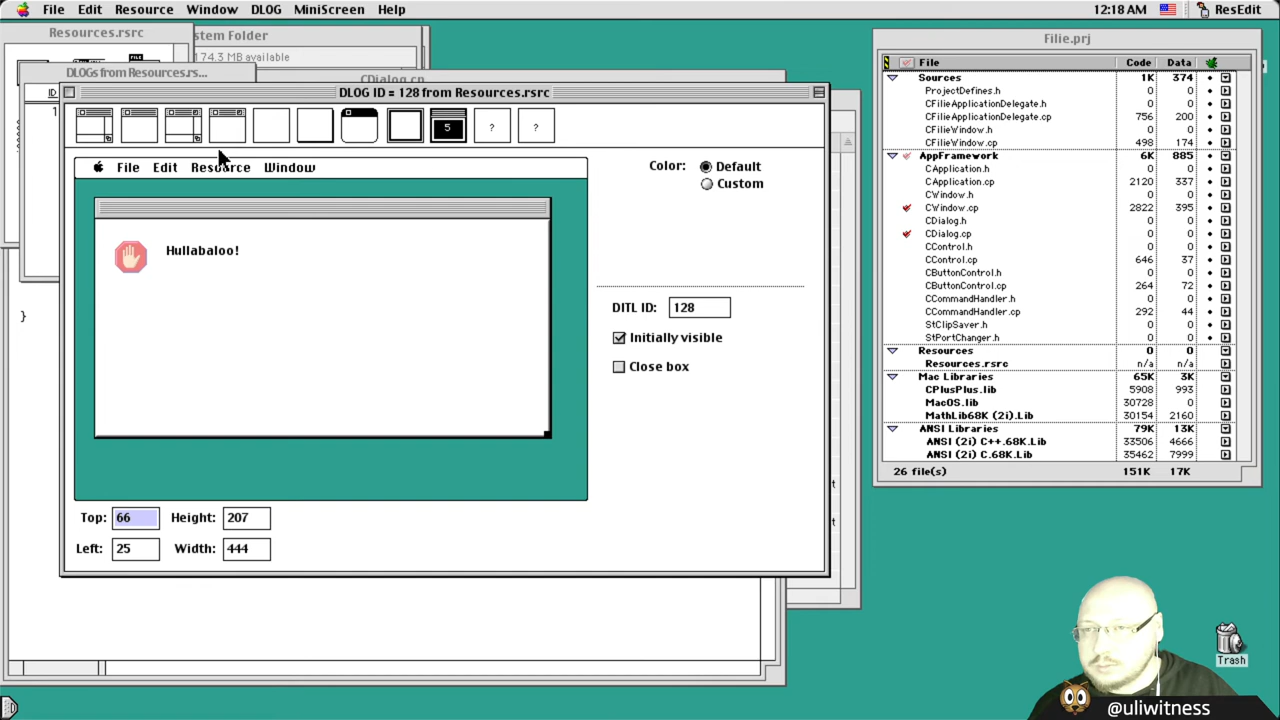 File Edit Resource Window DLOG MiniScreen Help 12:18 AM ResEdit
Resources.rsrc
stem Folder
174.3 MB available
DLOGs from Resources.rs...
CDialog.cp
ID
1
DLOG ID = 128 from Resources.rsrc
5 ? ?
File Edit Resource Window
Hullabaloo!
Color: Default
Custom
DITL ID: 128
Initially visible
Close box
Top: 66 Height: 207
Left: 25 Width: 444
}
Filie.prj
File Code Data
Sources 1K 374
ProjectDefines.h 0 0
CFilieApplicationDelegate.h 0 0
CFilieApplicationDelegate.cp 756 200
CFilieWindow.h 0 0
CFilieWindow.cp 498 174
AppFramework 6K 885
CApplication.h 0 0
CApplication.cp 2120 337
CWindow.h 0 0
CWindow.cp 2822 395
CDialog.h 0 0
CDialog.cp 0 0
CControl.h 0 0
CControl.cp 646 37
CButtonControl.h 0 0
CButtonControl.cp 264 72
CCommandHandler.h 0 0
CCommandHandler.cp 292 44
StClipSaver.h 0 0
StPortChanger.h 0 0
Resources 0 0
Resources.rsrc n/a n/a
Mac Libraries 65K 3K
CPlusPlus.lib 5908 993
MacOS.lib 30728 0
MathLib68K (2i).Lib 30154 2160
ANSI Libraries 79K 13K
ANSI (2i) C++.68K.Lib 33506 4666
ANSI (2i) C.68K.Lib 35462 7999
26 file(s) 151K 17K
Trash
@uliwitness